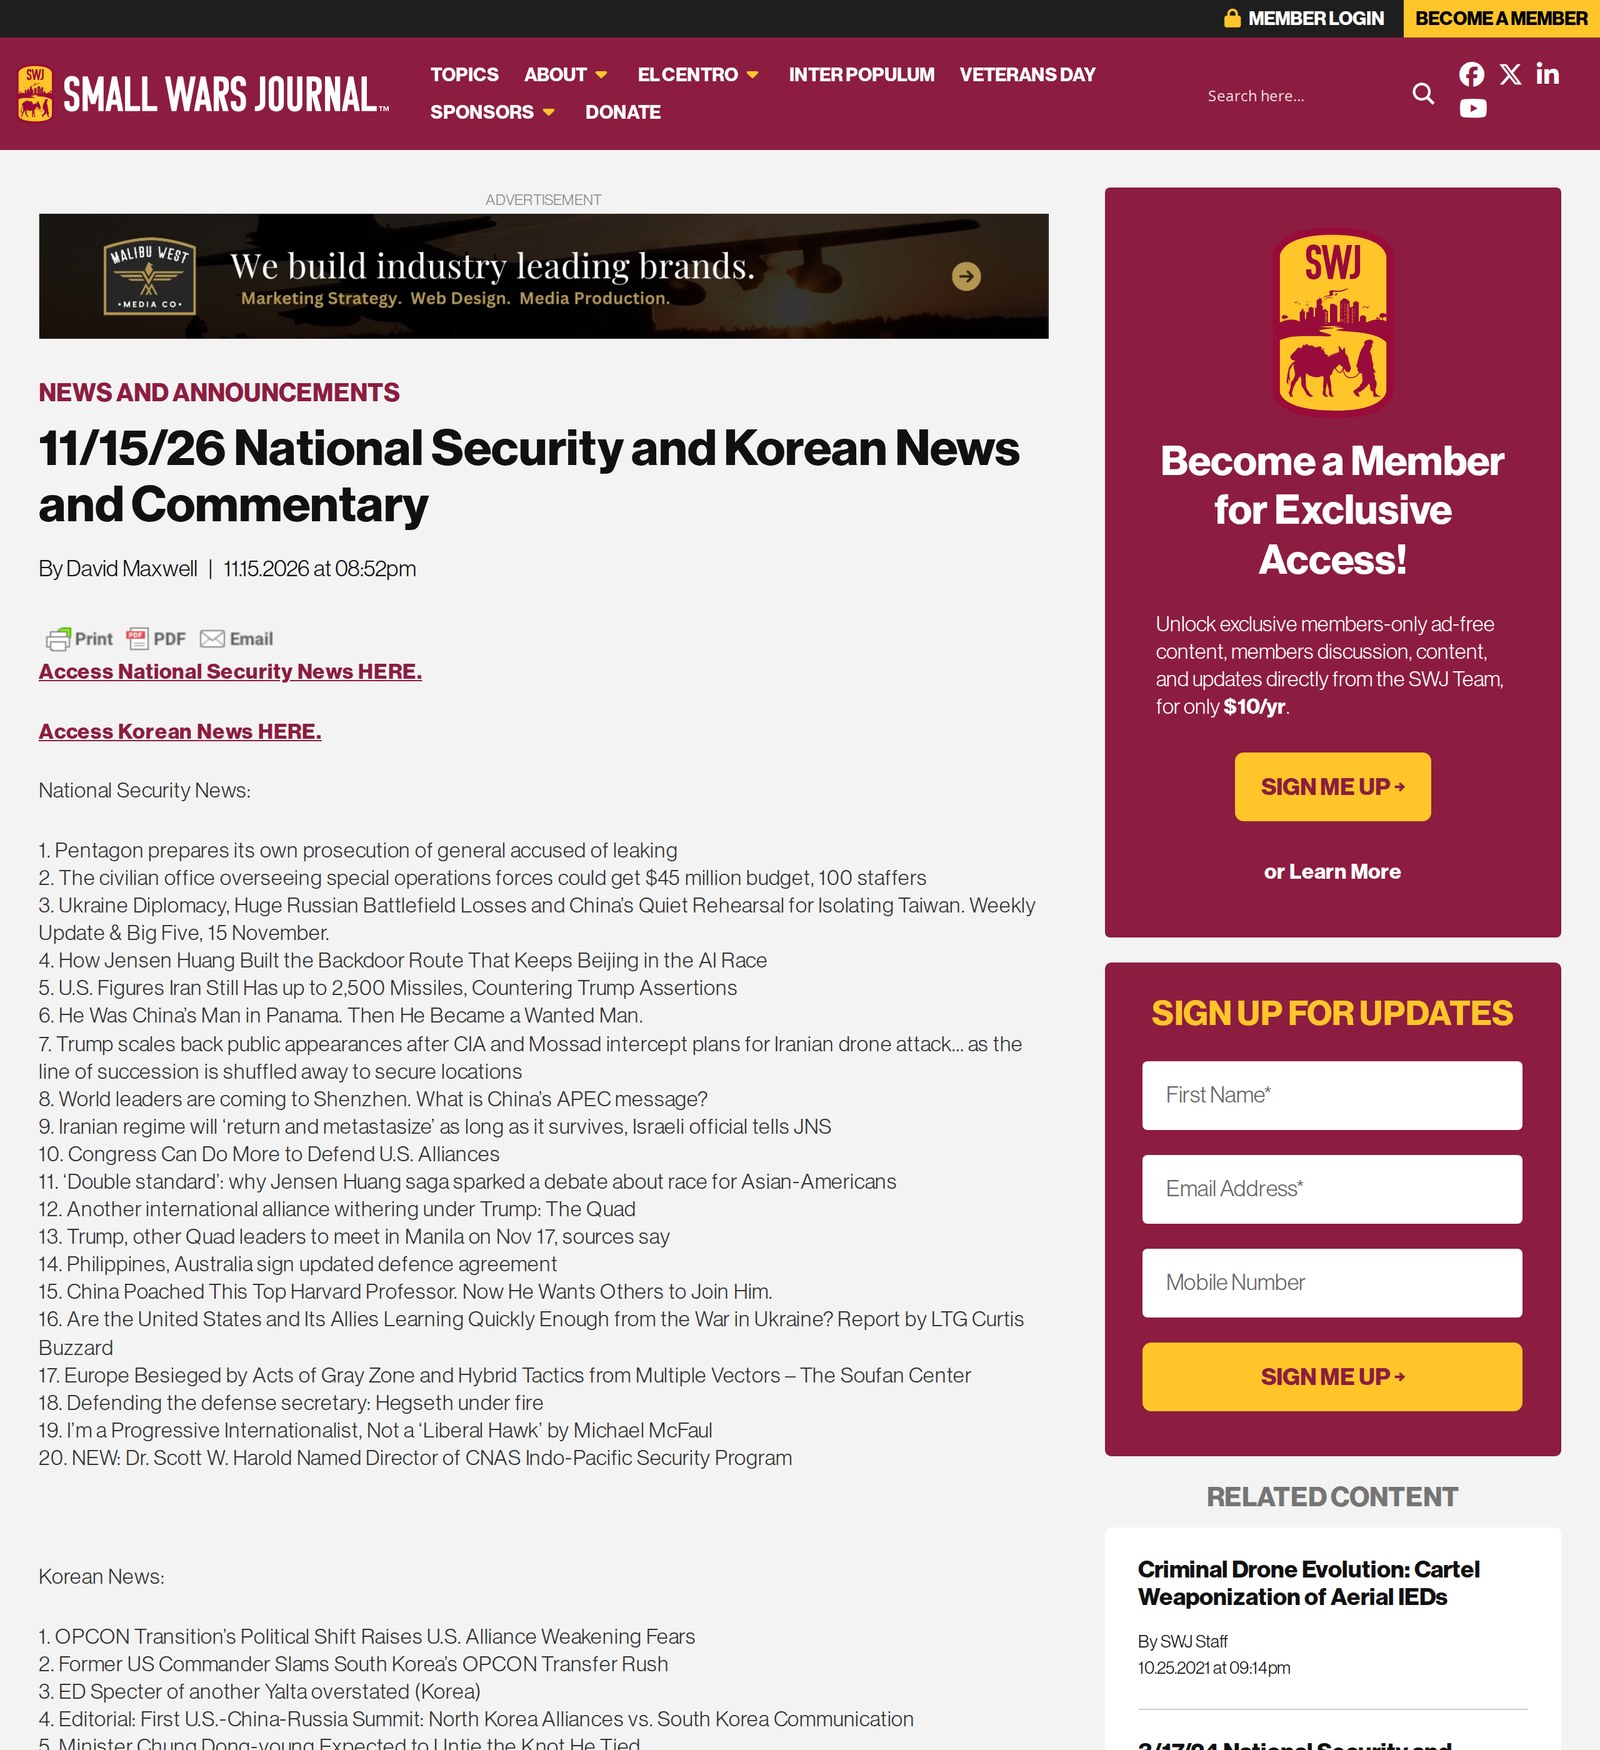 MEMBER LOGIN
BECOME A MEMBER
SWJ
SMALL WARS JOURNAL™
TOPICS ABOUT EL CENTRO INTER POPULUM VETERANS DAY
SPONSORS DONATE
Search here...
ADVERTISEMENT
MALIBU WEST
•MEDIA CO•
We build industry leading brands.
Marketing Strategy. Web Design. Media Production.
NEWS AND ANNOUNCEMENTS
11/15/26 National Security and Korean News
and Commentary
By David Maxwell | 11.15.2026 at 08:52pm
Print PDF Email
Access National Security News HERE.
Access Korean News HERE.
National Security News:
1. Pentagon prepares its own prosecution of general accused of leaking
2. The civilian office overseeing special operations forces could get $45 million budget, 100 staffers
3. Ukraine Diplomacy, Huge Russian Battlefield Losses and China’s Quiet Rehearsal for Isolating Taiwan. Weekly
Update & Big Five, 15 November.
4. How Jensen Huang Built the Backdoor Route That Keeps Beijing in the AI Race
5. U.S. Figures Iran Still Has up to 2,500 Missiles, Countering Trump Assertions
6. He Was China’s Man in Panama. Then He Became a Wanted Man.
7. Trump scales back public appearances after CIA and Mossad intercept plans for Iranian drone attack… as the
line of succession is shuffled away to secure locations
8. World leaders are coming to Shenzhen. What is China’s APEC message?
9. Iranian regime will ‘return and metastasize’ as long as it survives, Israeli official tells JNS
10. Congress Can Do More to Defend U.S. Alliances
11. ‘Double standard’: why Jensen Huang saga sparked a debate about race for Asian-Americans
12. Another international alliance withering under Trump: The Quad
13. Trump, other Quad leaders to meet in Manila on Nov 17, sources say
14. Philippines, Australia sign updated defence agreement
15. China Poached This Top Harvard Professor. Now He Wants Others to Join Him.
16. Are the United States and Its Allies Learning Quickly Enough from the War in Ukraine? Report by LTG Curtis
Buzzard
17. Europe Besieged by Acts of Gray Zone and Hybrid Tactics from Multiple Vectors – The Soufan Center
18. Defending the defense secretary: Hegseth under fire
19. I’m a Progressive Internationalist, Not a ‘Liberal Hawk’ by Michael McFaul
20. NEW: Dr. Scott W. Harold Named Director of CNAS Indo-Pacific Security Program
Korean News:
1. OPCON Transition’s Political Shift Raises U.S. Alliance Weakening Fears
2. Former US Commander Slams South Korea’s OPCON Transfer Rush
3. ED Specter of another Yalta overstated (Korea)
4. Editorial: First U.S.-China-Russia Summit: North Korea Alliances vs. South Korea Communication
5. Minister Chung Dong-young Expected to Untie the Knot He Tied
SWJ
Become a Member
for Exclusive
Access!
Unlock exclusive members-only ad-free
content, members discussion, content,
and updates directly from the SWJ Team,
for only $10/yr.
SIGN ME UP →
or Learn More
SIGN UP FOR UPDATES
First Name*
Email Address*
Mobile Number
SIGN ME UP →
RELATED CONTENT
Criminal Drone Evolution: Cartel
Weaponization of Aerial IEDs
By SWJ Staff
10.25.2021 at 09:14pm
3/17/24 National Security and